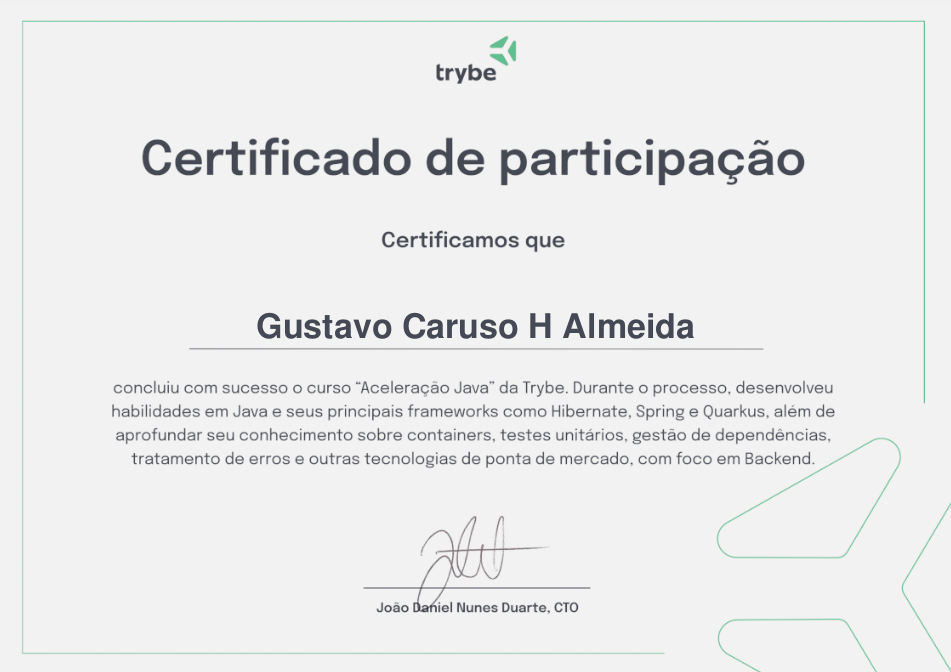 trybe
Certificado de participação
Certificamos que
Gustavo Caruso H Almeida
concluiu com sucesso o curso “Aceleração Java” da Trybe. Durante o processo, desenvolveu
habilidades em Java e seus principais frameworks como Hibernate, Spring e Quarkus, além de
aprofundar seu conhecimento sobre containers, testes unitários, gestão de dependências,
tratamento de erros e outras tecnologias de ponta de mercado, com foco em Backend.
João Daniel Nunes Duarte, CTO